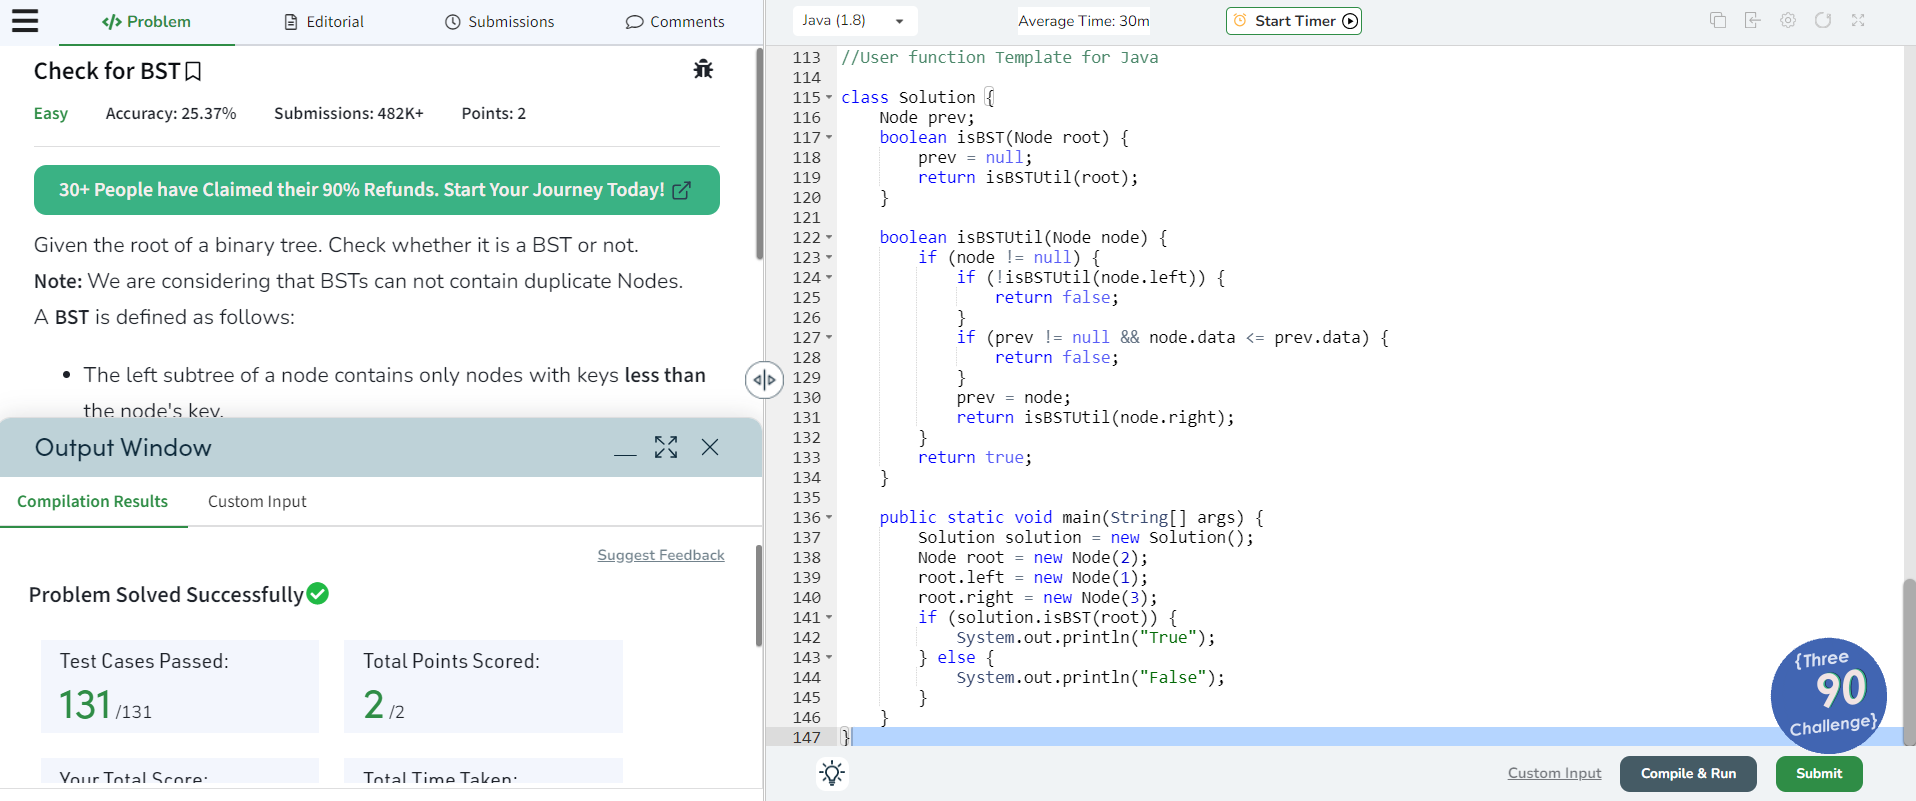 Problem
Editorial
Submissions
Comments
Check for BST
Easy
Accuracy: 25.37%
Submissions: 482K+
Points: 2
30+ People have Claimed their 90% Refunds. Start Your Journey Today!
Given the root of a binary tree. Check whether it is a BST or not.
Note: We are considering that BSTs can not contain duplicate Nodes.
A BST is defined as follows:
• The left subtree of a node contains only nodes with keys less than
the node's key.
Output Window
Compilation Results
Custom Input
Suggest Feedback
Problem Solved Successfully
Test Cases Passed:
131 /131
Total Points Scored:
2 /2
Your Total Score:
Total Time Taken:
Java (1.8)
Average Time: 30m
Start Timer
113 //User function Template for Java
114
115 class Solution {
116     Node prev;
117     boolean isBST(Node root) {
118         prev = null;
119         return isBSTUtil(root);
120     }
121
122     boolean isBSTUtil(Node node) {
123         if (node != null) {
124             if (!isBSTUtil(node.left)) {
125                 return false;
126             }
127             if (prev != null && node.data <= prev.data) {
128                 return false;
129             }
130             prev = node;
131             return isBSTUtil(node.right);
132         }
133         return true;
134     }
135
136     public static void main(String[] args) {
137         Solution solution = new Solution();
138         Node root = new Node(2);
139         root.left = new Node(1);
140         root.right = new Node(3);
141         if (solution.isBST(root)) {
142             System.out.println("True");
143         } else {
144             System.out.println("False");
145         }
146     }
147 }
{Three
90
Challenge}
Custom Input
Compile & Run
Submit